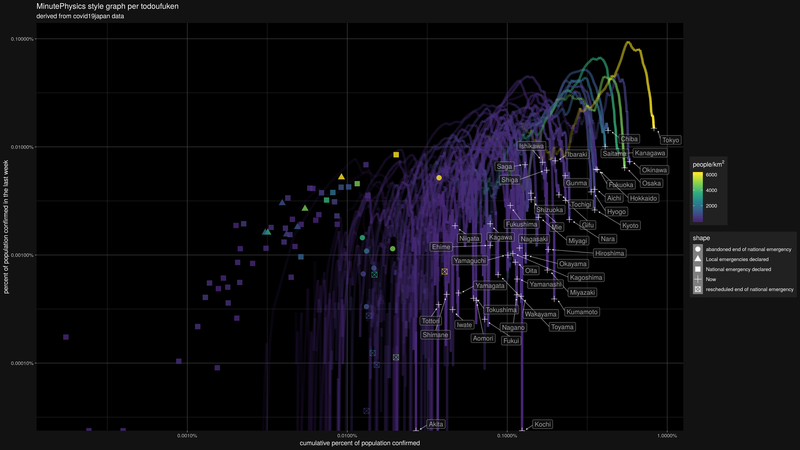 MinutePhysics style graph per todoufuken
derived from covid19japan data
0.10000%
0.01000%
0.00100%
0.00010%
percent of population confirmed in the last week
0.0010%
0.0100%
0.1000%
1.0000%
cumulative percent of population confirmed
Chiba
Tokyo
Ishikawa
Ibaraki
Saitama
Kanagawa
Saga
Okinawa
Shiga
Gunma
Fukuoka
Osaka
Aichi
Hokkaido
Tochigi
Shizuoka
Hyogo
Fukushima
Mie
Gifu
Kyoto
Niigata
Kagawa
Nagasaki
Miyagi
Nara
Ehime
Hiroshima
Yamaguchi
Okayama
Oita
Kagoshima
Yamagata
Yamanashi
Miyazaki
Tottori
Tokushima
Wakayama
Kumamoto
Shimane
Iwate
Nagano
Toyama
Aomori
Fukui
Akita
Kochi
people/km²
6000
4000
2000
shape
abandoned end of national emergency
Local emergencies declared
National emergency declared
Now
rescheduled end of national emergency